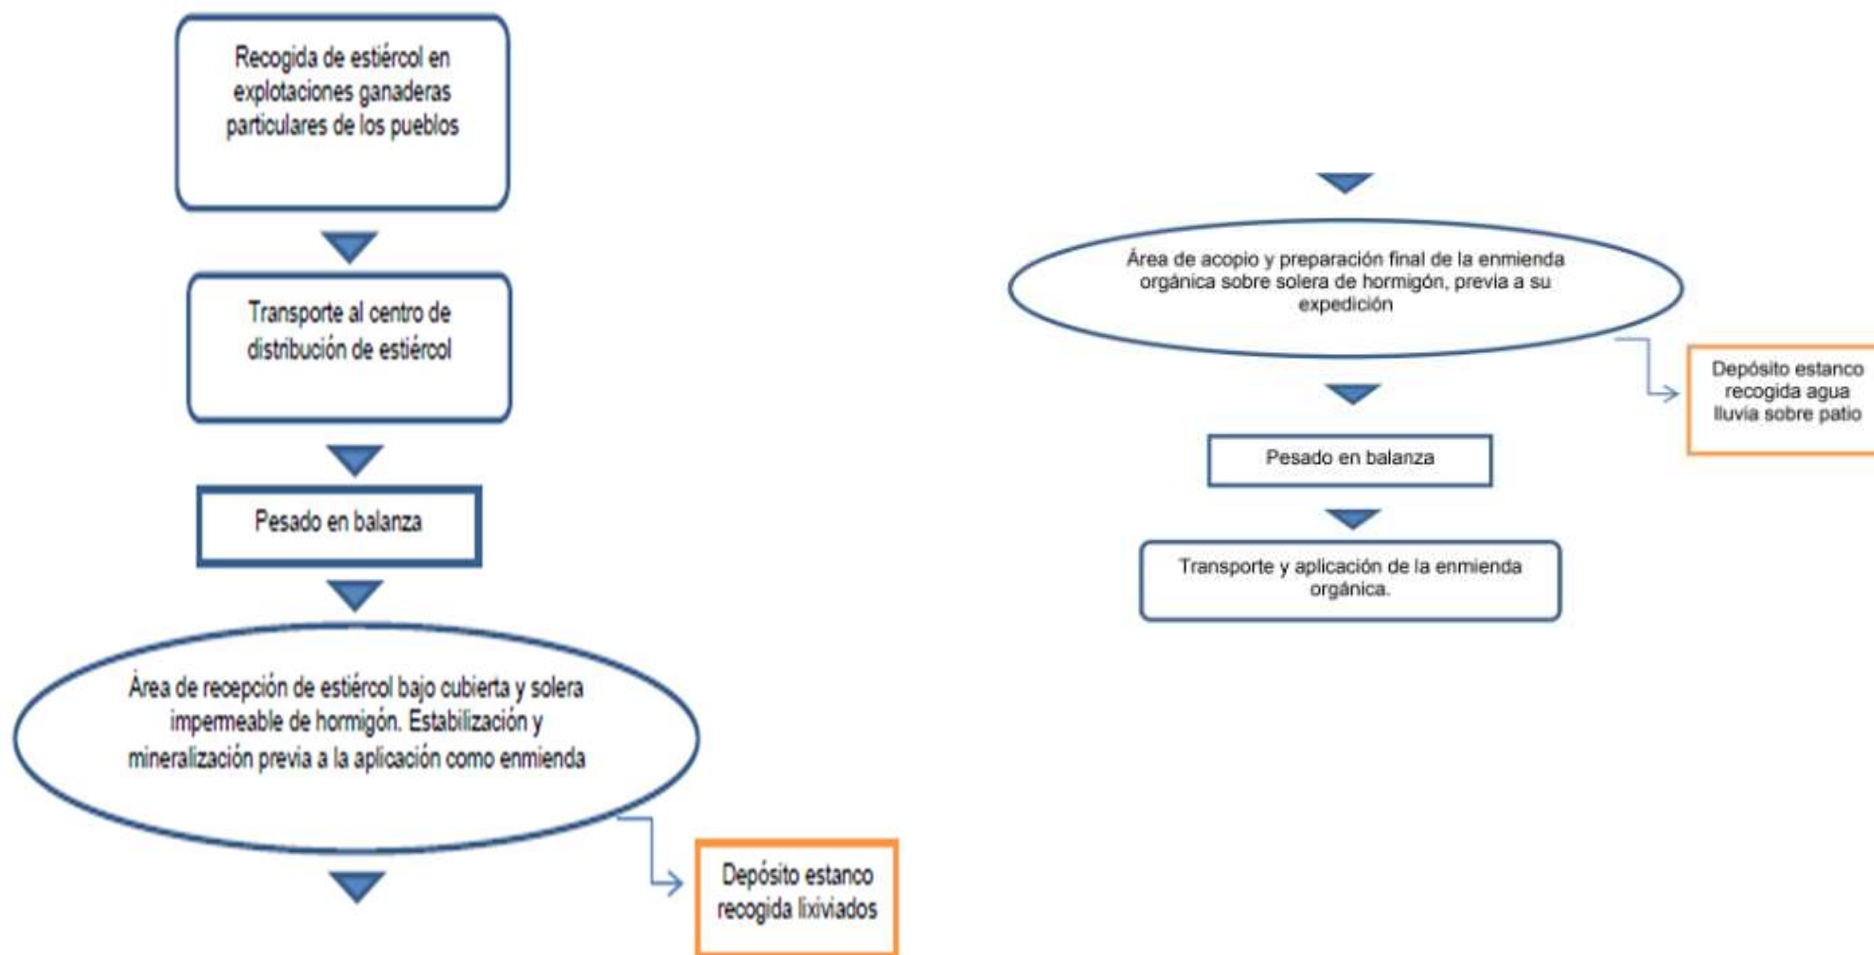 Recogida de estiércol en
explotaciones ganaderas
particulares de los pueblos
Transporte al centro de
distribución de estiércol
Pesado en balanza
Área de recepción de estiércol bajo cubierta y solera
impermeable de hormigón. Estabilización y
mineralización previa a la aplicación como enmienda
Depósito estanco
recogida lixiviados
Área de acopio y preparación final de la enmienda
orgánica sobre solera de hormigón, previa a su
expedición
Depósito estanco
recogida agua
lluvia sobre patio
Pesado en balanza
Transporte y aplicación de la enmienda
orgánica.